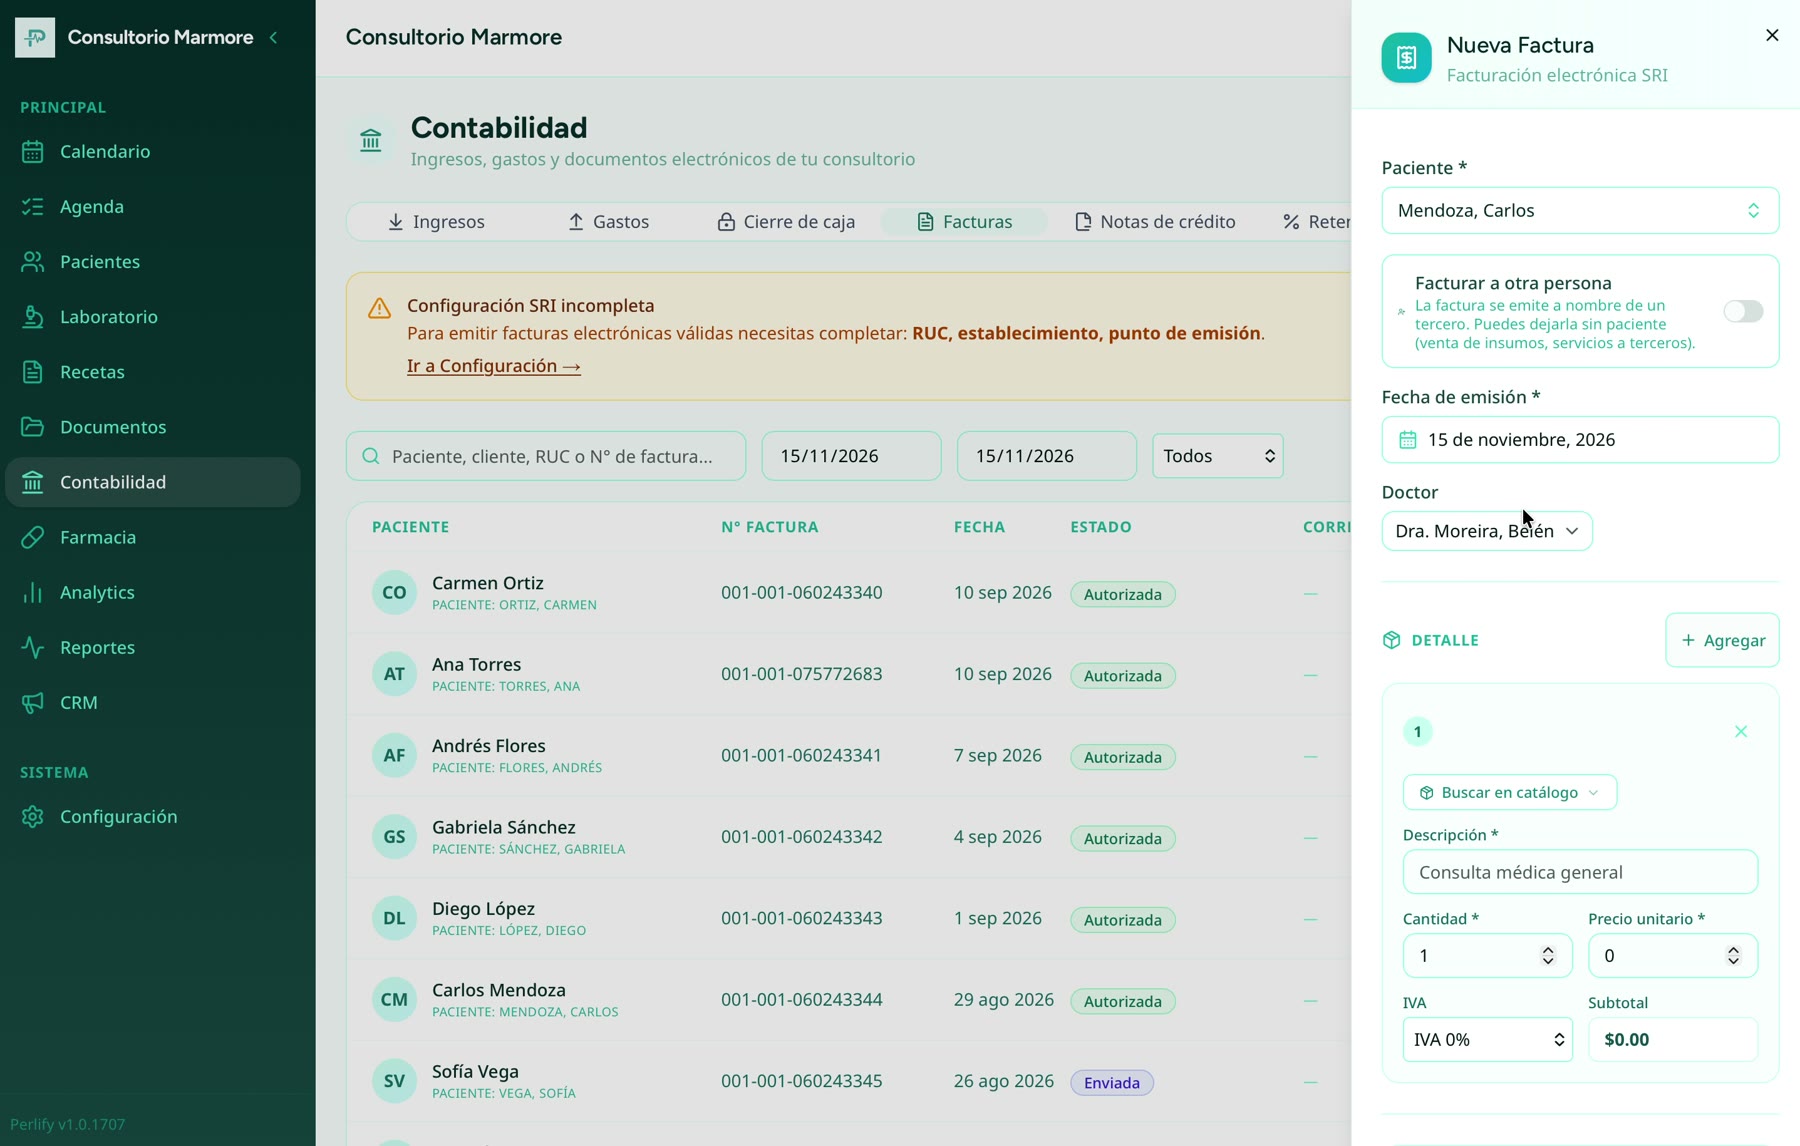 Consultorio Marmore
PRINCIPAL
Calendario
Agenda
Pacientes
Laboratorio
Recetas
Documentos
Contabilidad
Farmacia
Analytics
Reportes
CRM
SISTEMA
Configuración
Perlify v1.0.1707
Consultorio Marmore
Contabilidad
Ingresos, gastos y documentos electrónicos de tu consultorio
Ingresos Gastos Cierre de caja Facturas Notas de crédito Reten
Configuración SRI incompleta
Para emitir facturas electrónicas válidas necesitas completar: RUC, establecimiento, punto de emisión.
Ir a Configuración →
Paciente, cliente, RUC o N° de factura... 15/11/2026 15/11/2026 Todos
PACIENTE N° FACTURA FECHA ESTADO CORRE
CO Carmen Ortiz 001-001-060243340 10 sep 2026 Autorizada —
PACIENTE: ORTIZ, CARMEN
AT Ana Torres 001-001-075772683 10 sep 2026 Autorizada —
PACIENTE: TORRES, ANA
AF Andrés Flores 001-001-060243341 7 sep 2026 Autorizada —
PACIENTE: FLORES, ANDRÉS
GS Gabriela Sánchez 001-001-060243342 4 sep 2026 Autorizada —
PACIENTE: SÁNCHEZ, GABRIELA
DL Diego López 001-001-060243343 1 sep 2026 Autorizada —
PACIENTE: LÓPEZ, DIEGO
CM Carlos Mendoza 001-001-060243344 29 ago 2026 Autorizada —
PACIENTE: MENDOZA, CARLOS
SV Sofía Vega 001-001-060243345 26 ago 2026 Enviada —
PACIENTE: VEGA, SOFÍA
Nueva Factura
Facturación electrónica SRI
Paciente *
Mendoza, Carlos
Facturar a otra persona
La factura se emite a nombre de un
tercero. Puedes dejarla sin paciente
(venta de insumos, servicios a terceros).
Fecha de emisión *
15 de noviembre, 2026
Doctor
Dra. Moreira, Belén
DETALLE + Agregar
1
Buscar en catálogo
Descripción *
Consulta médica general
Cantidad * Precio unitario *
1 0
IVA Subtotal
IVA 0% $0.00